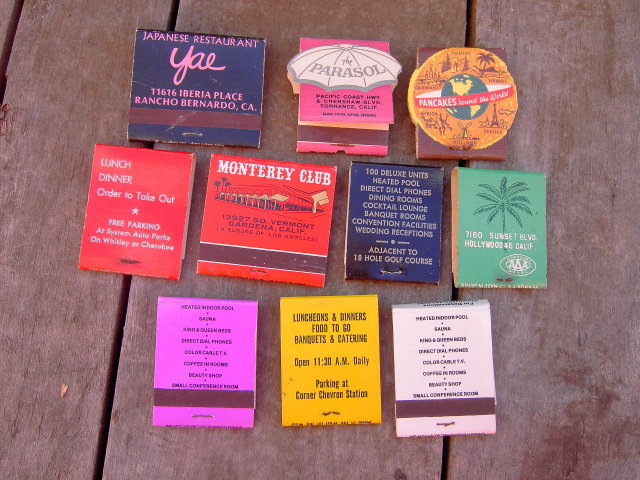 JAPANESE RESTAURANT
yae
11616 IBERIA PLACE
RANCHO BERNARDO, CA.
The
PARASOL
PACIFIC COAST HWY.
& CRENSHAW BLVD.
TORRANCE, CALIF.
SWEDEN
HAWAII
GERMANY
PANCAKES 'round the World
AFRICA
FRANCE
HOLLAND
LUNCH
DINNER
Order to Take Out
★
FREE PARKING
At System Auto Parks
On Whitley or Cherokee
MONTEREY CLUB
13927 SO. VERMONT
GARDENA, CALIF.
(A SUBURB OF LOS ANGELES)
100 DELUXE UNITS
HEATED POOL
DIRECT DIAL PHONES
DINING ROOMS
COCKTAIL LOUNGE
BANQUET ROOMS
CONVENTION FACILITIES
WEDDING RECEPTIONS
ADJACENT TO
18 HOLE GOLF COURSE
7160 SUNSET BLVD.
HOLLYWOOD 46 CALIF
AAA
HEATED INDOOR POOL
•
SAUNA
•
KING & QUEEN BEDS
•
DIRECT DIAL PHONES
•
COLOR CABLE T.V.
•
COFFEE IN ROOMS
•
BEAUTY SHOP
•
SMALL CONFERENCE ROOM
LUNCHEONS & DINNERS
FOOD TO GO
BANQUETS & CATERING
Open 11:30 A.M. Daily
Parking at
Corner Chevron Station
HEATED INDOOR POOL
•
SAUNA
•
KING & QUEEN BEDS
•
DIRECT DIAL PHONES
•
COLOR CABLE T.V.
•
COFFEE IN ROOMS
•
BEAUTY SHOP
•
SMALL CONFERENCE ROOM